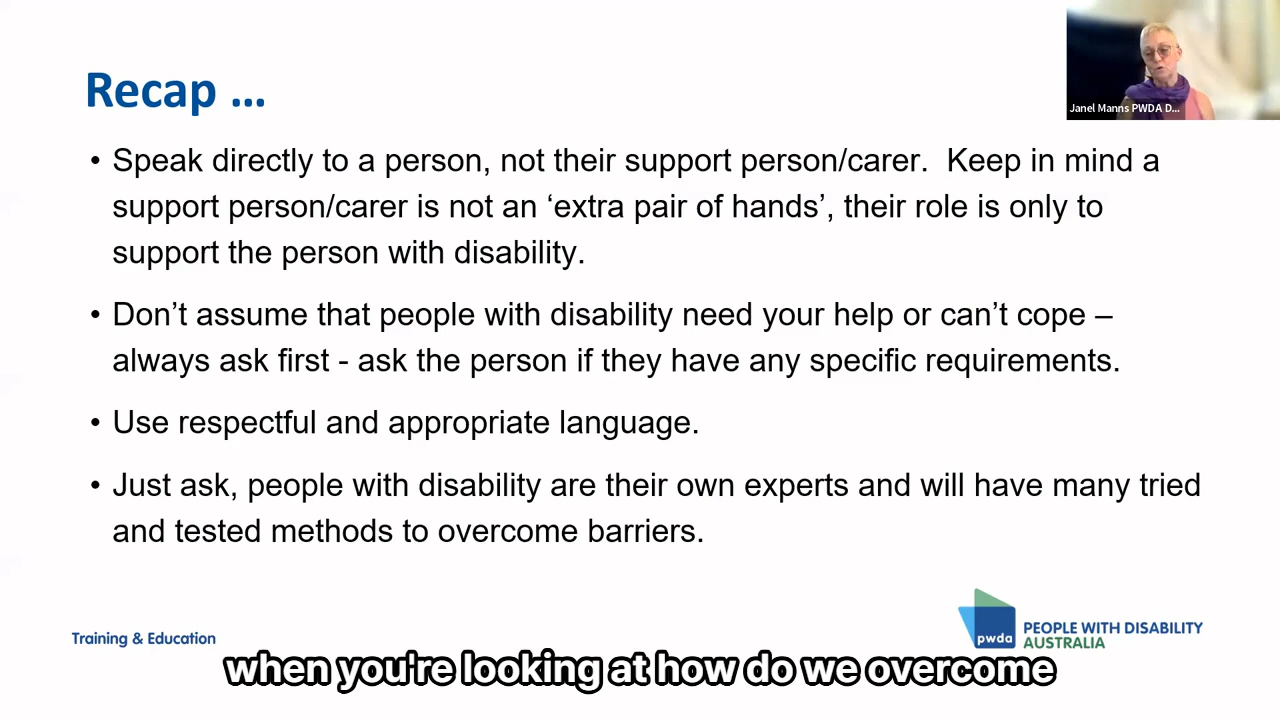 Recap ...
Janel Manns PWDA D...
• Speak directly to a person, not their support person/carer.  Keep in mind a
support person/carer is not an ‘extra pair of hands’, their role is only to
support the person with disability.
• Don’t assume that people with disability need your help or can’t cope –
always ask first - ask the person if they have any specific requirements.
• Use respectful and appropriate language.
• Just ask, people with disability are their own experts and will have many tried
and tested methods to overcome barriers.
Training & Education
pwda
PEOPLE WITH DISABILITY
AUSTRALIA
when you're looking at how do we overcome